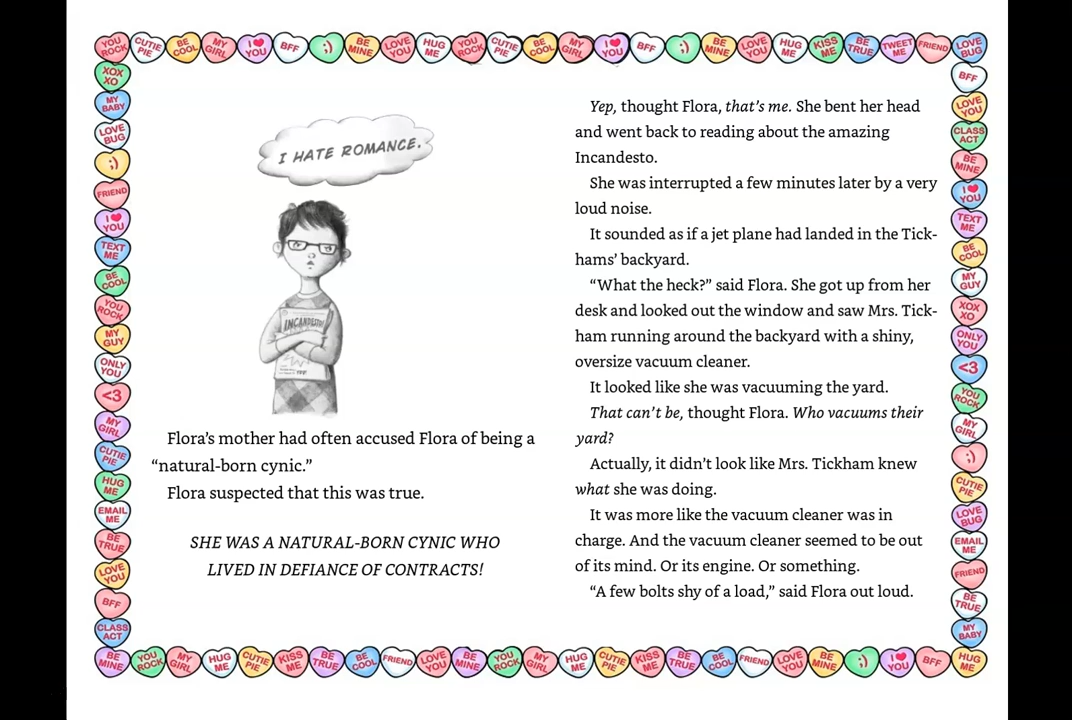 YOU ROCK CUTIE PIE BE COOL MY GIRL I ❤ YOU BFF ;) BE MINE LOVE YOU HUG ME YOU ROCK CUTIE PIE BE COOL MY GIRL I ❤ YOU BFF ;) BE MINE LOVE YOU HUG ME KISS ME BE TRUE TWEET ME FRIEND LOVE BUG
XOX XO
MY BABY
LOVE BUG
;)
FRIEND
I ❤ YOU
TEXT ME
BE COOL
YOU ROCK
MY GUY
ONLY YOU
<3
MY GIRL
CUTIE PIE
HUG ME
EMAIL ME
BE TRUE
LOVE YOU
BFF
CLASS ACT
I HATE ROMANCE.
INCANDESTO!
Flora's mother had often accused Flora of being a
“natural-born cynic.”
Flora suspected that this was true.
SHE WAS A NATURAL-BORN CYNIC WHO
LIVED IN DEFIANCE OF CONTRACTS!
Yep, thought Flora, that's me. She bent her head
and went back to reading about the amazing
Incandesto.
She was interrupted a few minutes later by a very
loud noise.
It sounded as if a jet plane had landed in the Tick-
hams' backyard.
“What the heck?” said Flora. She got up from her
desk and looked out the window and saw Mrs. Tick-
ham running around the backyard with a shiny,
oversize vacuum cleaner.
It looked like she was vacuuming the yard.
That can't be, thought Flora. Who vacuums their
yard?
Actually, it didn't look like Mrs. Tickham knew
what she was doing.
It was more like the vacuum cleaner was in
charge. And the vacuum cleaner seemed to be out
of its mind. Or its engine. Or something.
“A few bolts shy of a load,” said Flora out loud.
BFF
LOVE YOU
CLASS ACT
BE MINE
I ❤ YOU
TEXT ME
BE COOL
MY GUY
XOX XO
ONLY YOU
<3
YOU ROCK
MY GIRL
;)
CUTIE PIE
LOVE BUG
EMAIL ME
FRIEND
BE TRUE
MY BABY
BE MINE YOU ROCK MY GIRL HUG ME CUTIE PIE KISS ME BE TRUE BE COOL FRIEND LOVE YOU BE MINE YOU ROCK MY GIRL HUG ME CUTIE PIE KISS ME BE TRUE BE COOL FRIEND LOVE YOU BE MINE ;) I ❤ YOU BFF HUG ME